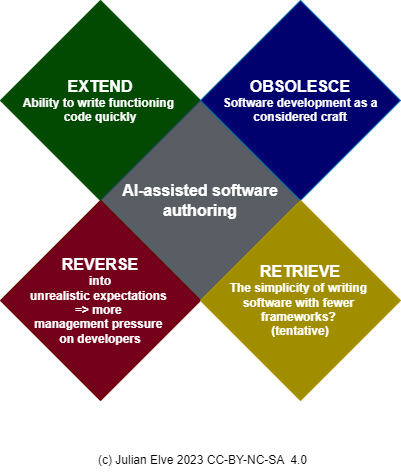 EXTEND
Ability to write functioning
code quickly
OBSOLESCE
Software development as a
considered craft
AI-assisted software
authoring
REVERSE
into
unrealistic expectations
=> more
management pressure
on developers
RETRIEVE
The simplicity of writing
software with fewer
frameworks?
(tentative)
(c) Julian Elve 2023 CC-BY-NC-SA  4.0